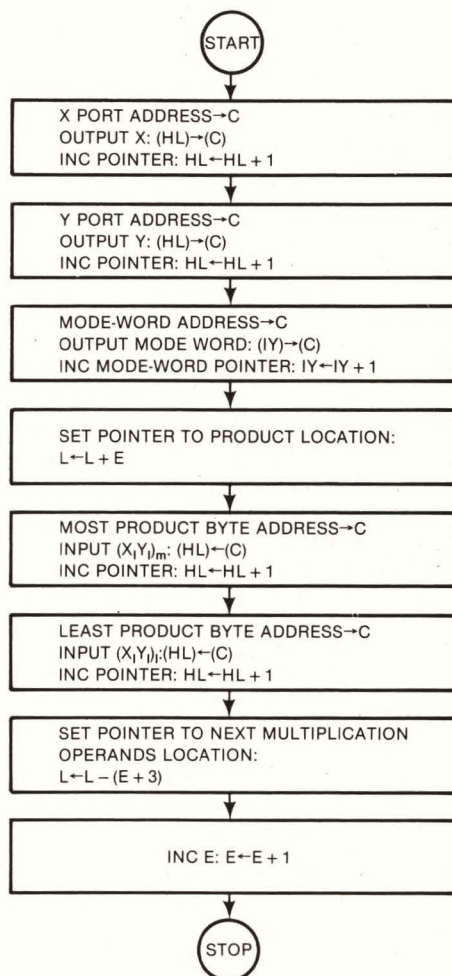 START
X PORT ADDRESS→C
OUTPUT X: (HL)→(C)
INC POINTER: HL←HL + 1
Y PORT ADDRESS→C
OUTPUT Y: (HL)→(C)
INC POINTER: HL←HL + 1
MODE-WORD ADDRESS→C
OUTPUT MODE WORD: (IY)→(C)
INC MODE-WORD POINTER: IY←IY + 1
SET POINTER TO PRODUCT LOCATION:
L←L + E
MOST PRODUCT BYTE ADDRESS→C
INPUT (XIYI)m: (HL)←(C)
INC POINTER: HL←HL + 1
LEAST PRODUCT BYTE ADDRESS→C
INPUT (XIYI)l:(HL)←(C)
INC POINTER: HL←HL + 1
SET POINTER TO NEXT MULTIPLICATION
OPERANDS LOCATION:
L←L − (E + 3)
INC E: E←E + 1
STOP